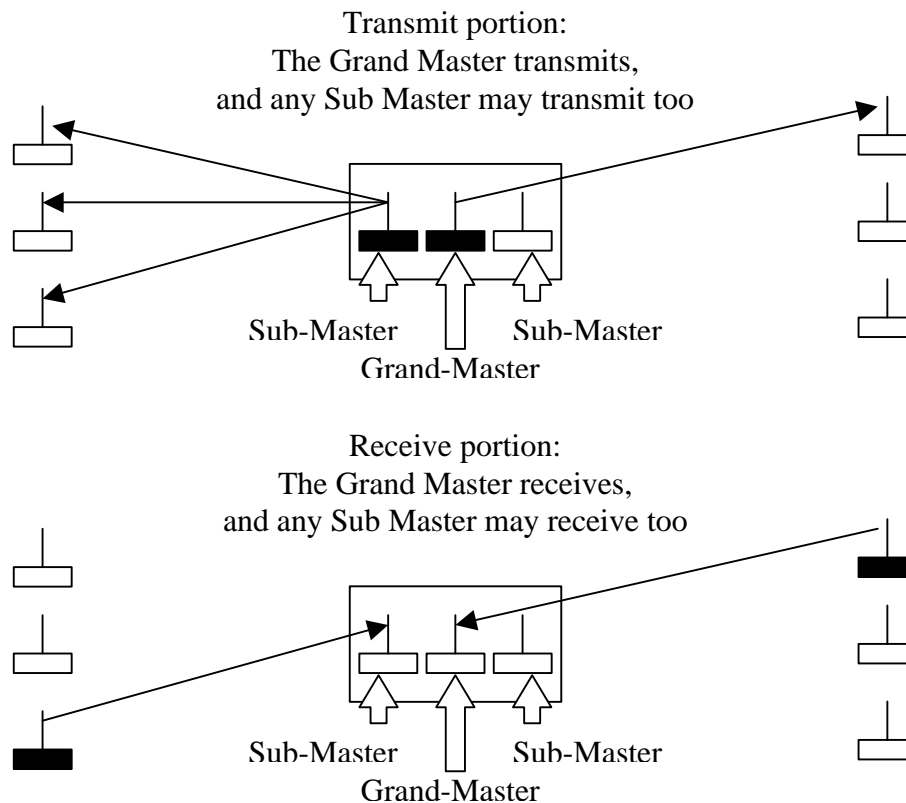 Transmit portion:
The Grand Master transmits,
and any Sub Master may transmit too
Sub-Master
Sub-Master
Grand-Master
Receive portion:
The Grand Master receives,
and any Sub Master may receive too
Sub-Master
Sub-Master
Grand-Master